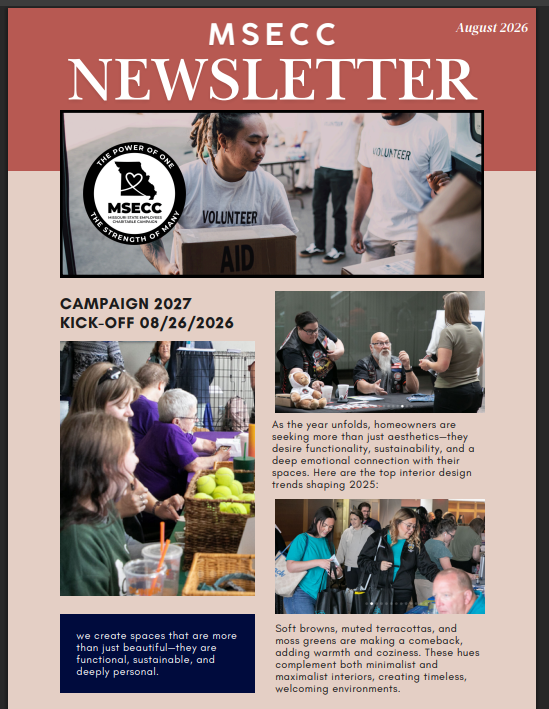 MSECC
August 2026
NEWSLETTER
THE POWER OF ONE
MSECC
MISSOURI STATE EMPLOYEES
CHARITABLE CAMPAIGN
THE STRENGTH OF MANY
VOLUNTEER
VOLUNTEER
AID
CAMPAIGN 2027
KICK-OFF 08/26/2026
As the year unfolds, homeowners are
seeking more than just aesthetics—they
desire functionality, sustainability, and a
deep emotional connection with their
spaces. Here are the top interior design
trends shaping 2025:
we create spaces that are more
than just beautiful—they are
functional, sustainable, and
deeply personal.
Soft browns, muted terracottas, and
moss greens are making a comeback,
adding warmth and coziness. These hues
complement both minimalist and
maximalist interiors, creating timeless,
welcoming environments.